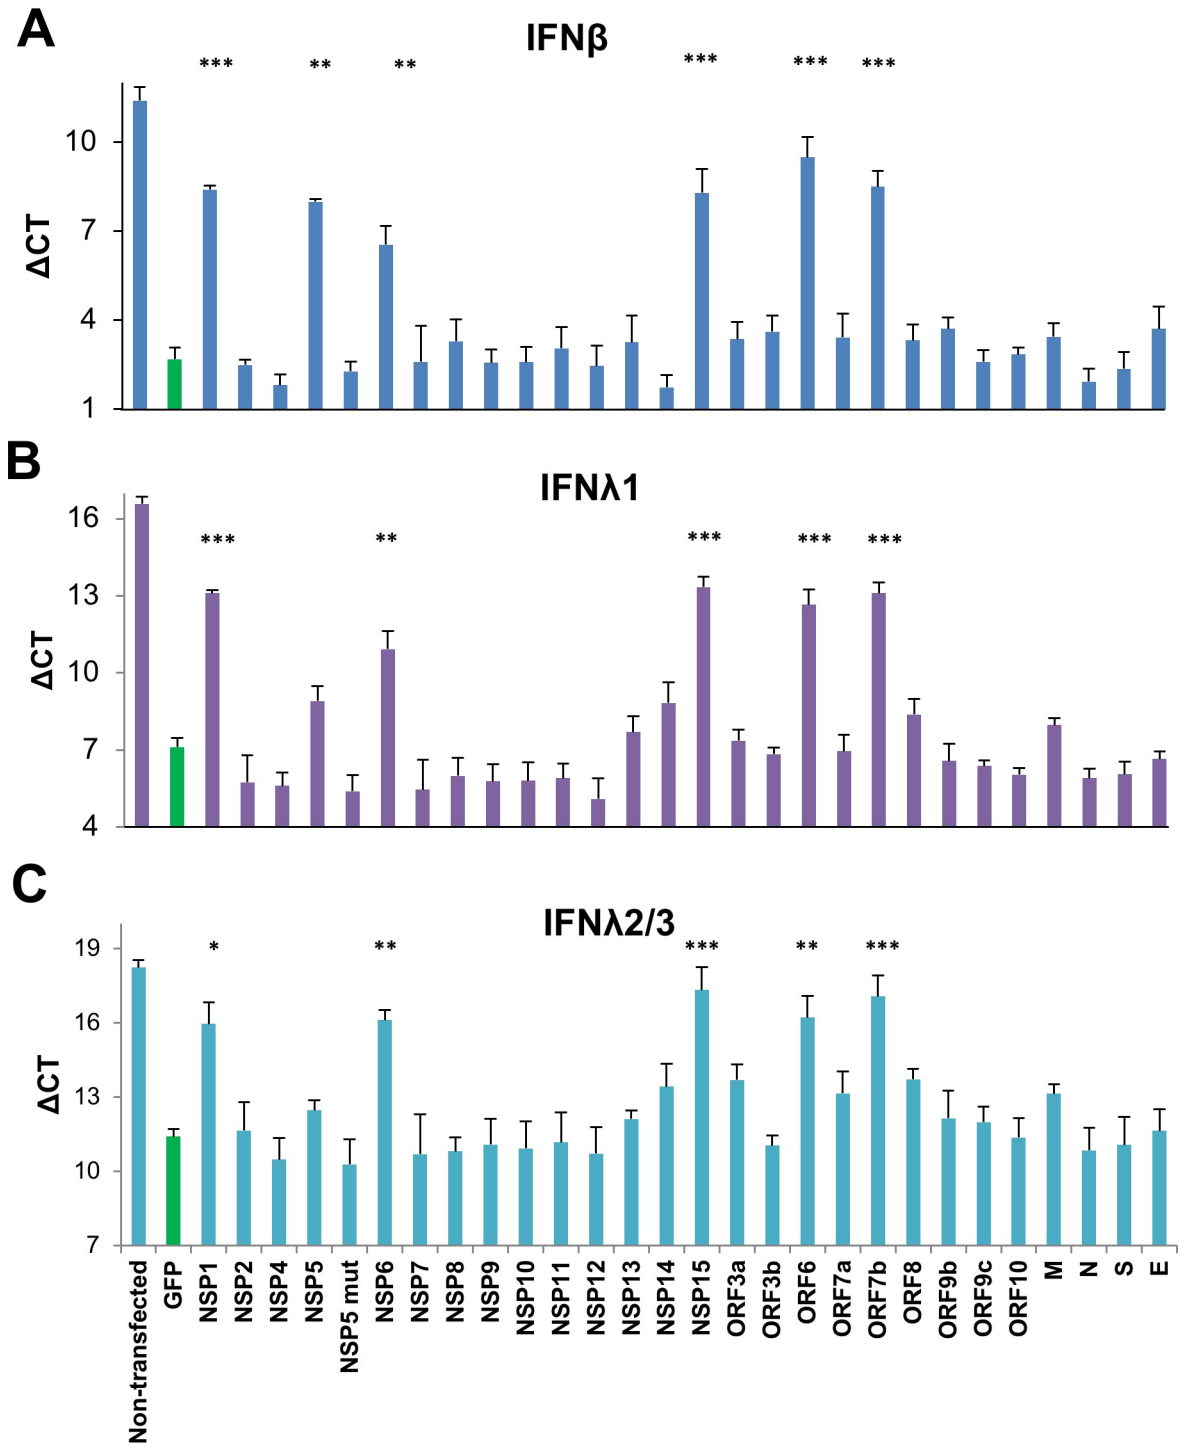 A
IFNβ
*** ** ** *** *** ***
10
7
4
1
ΔCT
B
IFNλ1
*** ** *** *** ***
16
13
10
7
4
ΔCT
C
IFNλ2/3
* ** *** ** ***
19
16
13
10
7
ΔCT
Non-transfected
GFP
NSP1
NSP2
NSP4
NSP5
NSP5 mut
NSP6
NSP7
NSP8
NSP9
NSP10
NSP11
NSP12
NSP13
NSP14
NSP15
ORF3a
ORF3b
ORF6
ORF7a
ORF7b
ORF8
ORF9b
ORF9c
ORF10
M
N
S
E